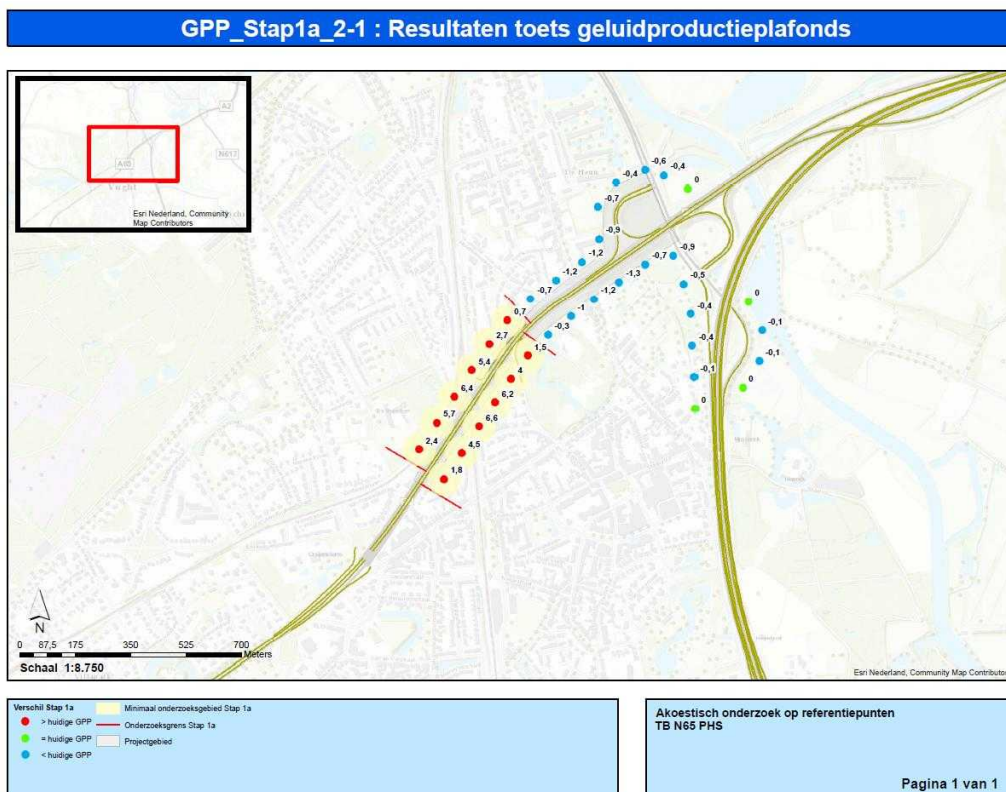 GPP_Stap1a_2-1 : Resultaten toets geluidproductieplafonds
A2
A65
N617
Vught
Esri Nederland, Community
Map Contributors
-0,6
-0,4
-0,4
0
-0,7
-0,9
-1,2
-0,9
-1,2
-0,7
-0,7
-1,3
-0,5
-1,2
0
-1
-0,4
0,7
-0,3
-0,1
2,7
-0,4
1,5
-0,1
5,4
4
-0,1
6,4
6,2
0
0
5,7
6,6
2,4
4,5
1,8
N
0 87,5 175 350 525 700
Meters
Schaal 1:8.750
Esri Nederland, Community Map Contributor
Verschil Stap 1a
> huidige GPP
= huidige GPP
< huidige GPP
Minimaal onderzoeksgebied Stap 1a
Onderzoeksgrens Stap 1a
Projectgebied
Akoestisch onderzoek op referentiepunten
TB N65 PHS
Pagina 1 van 1